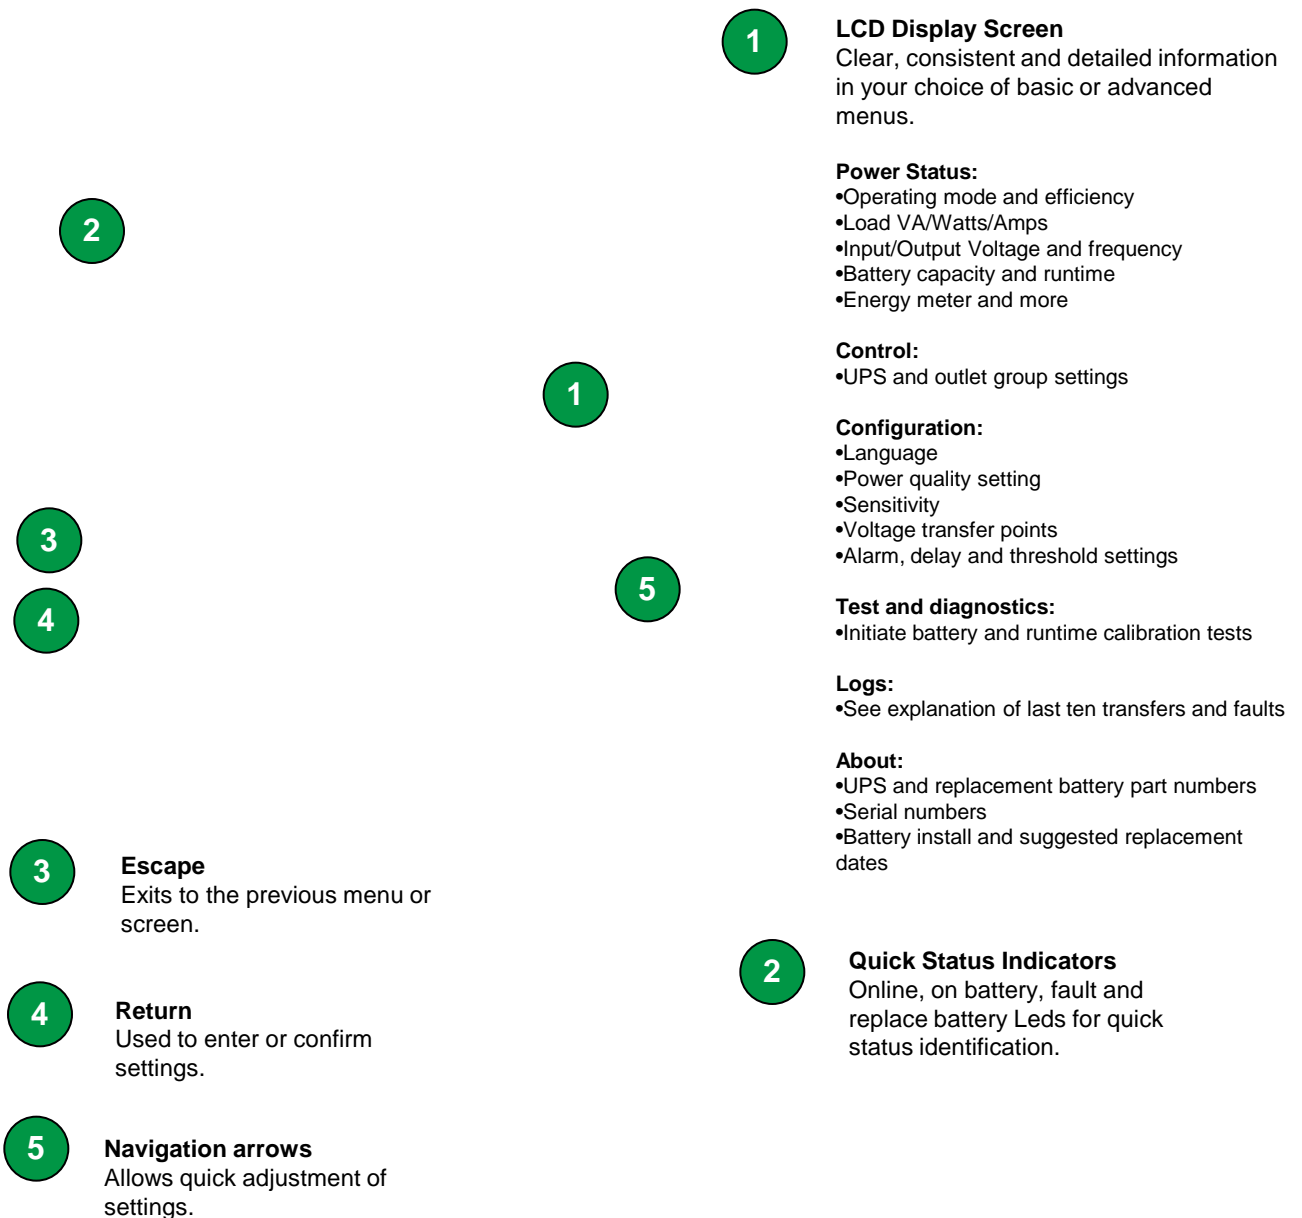 1
LCD Display Screen
Clear, consistent and detailed information
in your choice of basic or advanced
menus.
Power Status:
•Operating mode and efficiency
•Load VA/Watts/Amps
•Input/Output Voltage and frequency
•Battery capacity and runtime
•Energy meter and more
Control:
•UPS and outlet group settings
Configuration:
•Language
•Power quality setting
•Sensitivity
•Voltage transfer points
•Alarm, delay and threshold settings
Test and diagnostics:
•Initiate battery and runtime calibration tests
Logs:
•See explanation of last ten transfers and faults
About:
•UPS and replacement battery part numbers
•Serial numbers
•Battery install and suggested replacement
dates
2
1
3
5
4
3
Escape
Exits to the previous menu or
screen.
4
Return
Used to enter or confirm
settings.
5
Navigation arrows
Allows quick adjustment of
settings.
2
Quick Status Indicators
Online, on battery, fault and
replace battery Leds for quick
status identification.